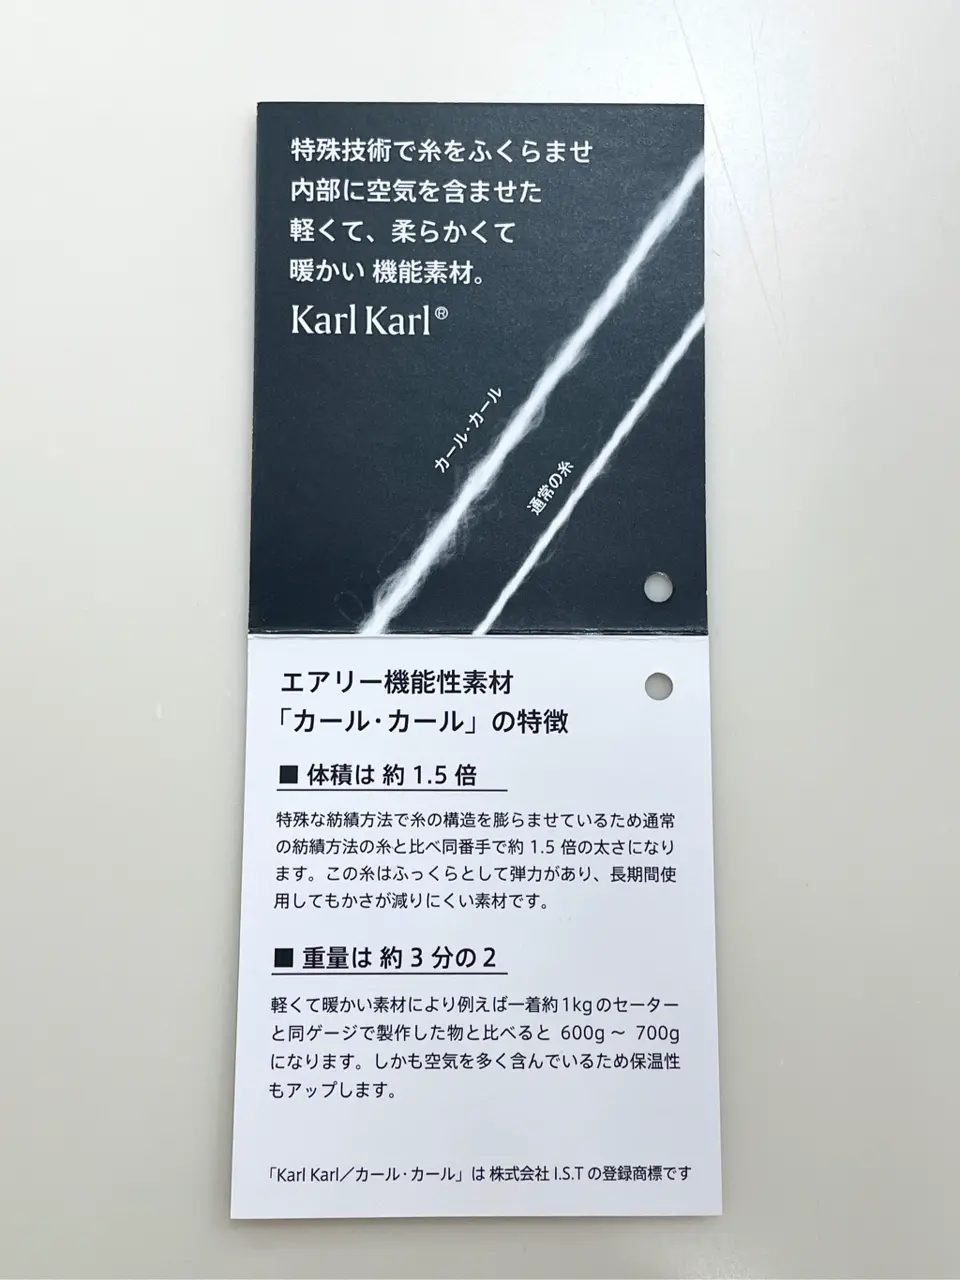 特殊技術で糸をふくらませ
内部に空気を含ませた
軽くて、柔らかくて
暖かい 機能素材。
Karl Karl®
カール・カール
通常の糸
エアリー機能性素材
「カール・カール」の特徴
■ 体積は 約 1.5 倍
特殊な紡績方法で糸の構造を膨らませているため通常
の紡績方法の糸と比べ同番手で約 1.5 倍の太さになり
ます。この糸はふっくらとして弾力があり、長期間使
用してもかさが減りにくい素材です。
■ 重量は 約 3 分の 2
軽くて暖かい素材により例えば一着約1kgのセーター
と同ゲージで製作した物と比べると 600g ～ 700g
になります。しかも空気を多く含んでいるため保温性
もアップします。
「Karl Karl／カール・カール」は 株式会社 I.S.T の登録商標です